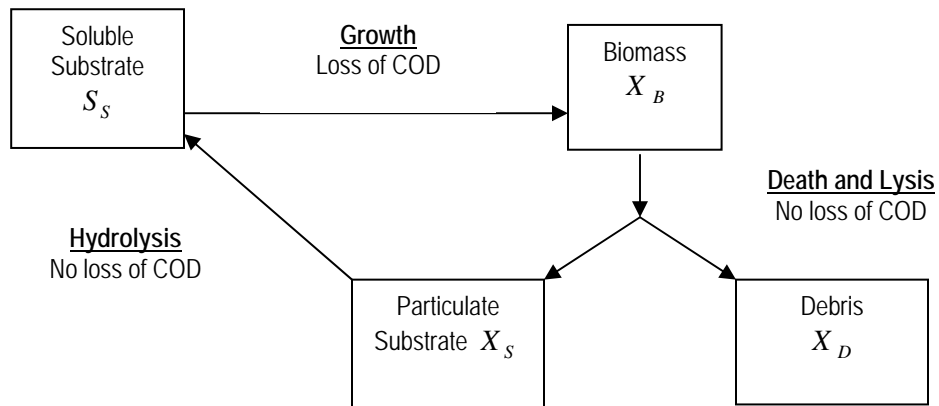 Soluble
Substrate
S_S
Growth
Loss of COD
Biomass
X_B
Death and Lysis
No loss of COD
Hydrolysis
No loss of COD
Particulate
Substrate X_S
Debris
X_D